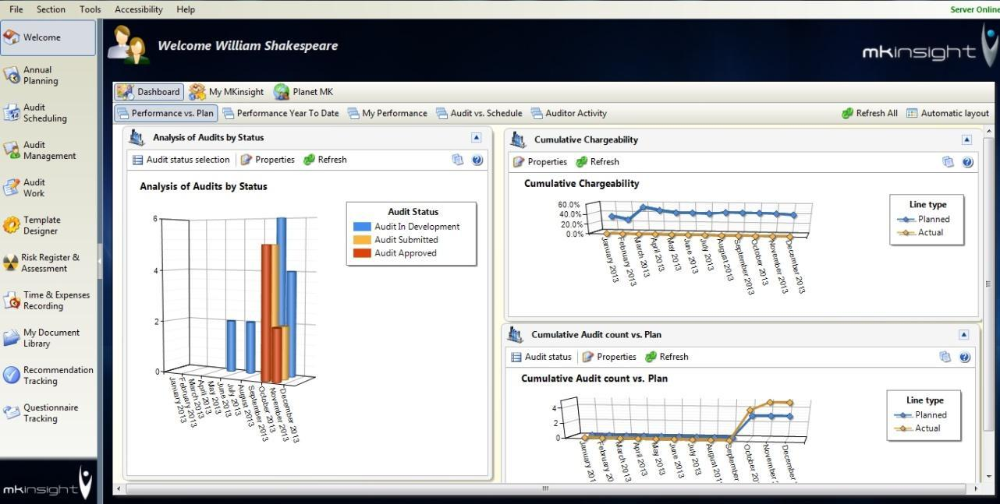 File Section Tools Accessibility Help
Server Online
Welcome
Annual
Planning
Audit
Scheduling
Audit
Management
Audit
Work
Template
Designer
Risk Register &
Assessment
Time & Expenses
Recording
My Document
Library
Recommendation
Tracking
Questionnaire
Tracking
mkinsight
Welcome William Shakespeare
mkinsight
Dashboard My MKinsight Planet MK
Performance vs. Plan Performance Year To Date My Performance Audit vs. Schedule Auditor Activity Refresh All Automatic layout
Analysis of Audits by Status
Audit status selection Properties Refresh
Analysis of Audits by Status
6
4
2
0
January 2013
February 2013
March 2013
April 2013
May 2013
June 2013
July 2013
August 2013
September 2013
October 2013
November 2013
December 2013
Audit Status
Audit In Development
Audit Submitted
Audit Approved
Cumulative Chargeability
Properties Refresh
Cumulative Chargeability
60.0%
40.0%
20.0%
0.0%
January 2013
February 2013
March 2013
April 2013
May 2013
June 2013
July 2013
August 2013
September 2013
October 2013
November 2013
December 2013
Line type
Planned
Actual
Cumulative Audit count vs. Plan
Audit status Properties Refresh
Cumulative Audit count vs. Plan
4
2
0
January 201
February 20
March 2013
April 2013
May 2013
June 2013
July 2013
August 2013
September
October 201
November
December
Line type
Planned
Actual